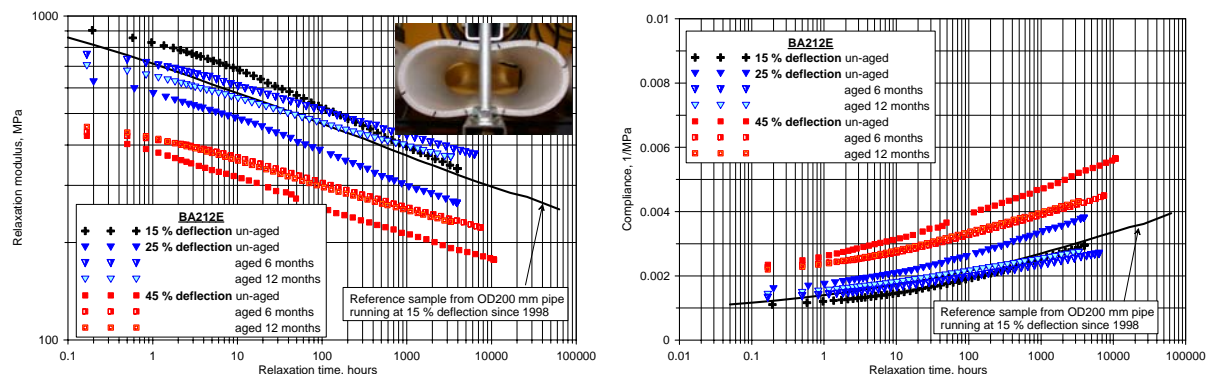 1000
Relaxation modulus, MPa
BA212E
15 % deflection un-aged
25 % deflection un-aged
aged 6 months
aged 12 months
45 % deflection un-aged
aged 6 months
aged 12 months
Reference sample from OD200 mm pipe
running at 15 % deflection since 1998
100
0.1 1 10 100 1000 10000 100000
Relaxation time, hours
0.01
0.008
0.006
0.004
0.002
0
Compliance, 1/MPa
BA212E
15 % deflection un-aged
25 % deflection un-aged
aged 6 months
aged 12 months
45 % deflection un-aged
aged 6 months
aged 12 months
Reference sample from OD200 mm pipe
running at 15 % deflection since 1998
0.01 0.1 1 10 100 1000 10000 100000
Relaxation time, hours